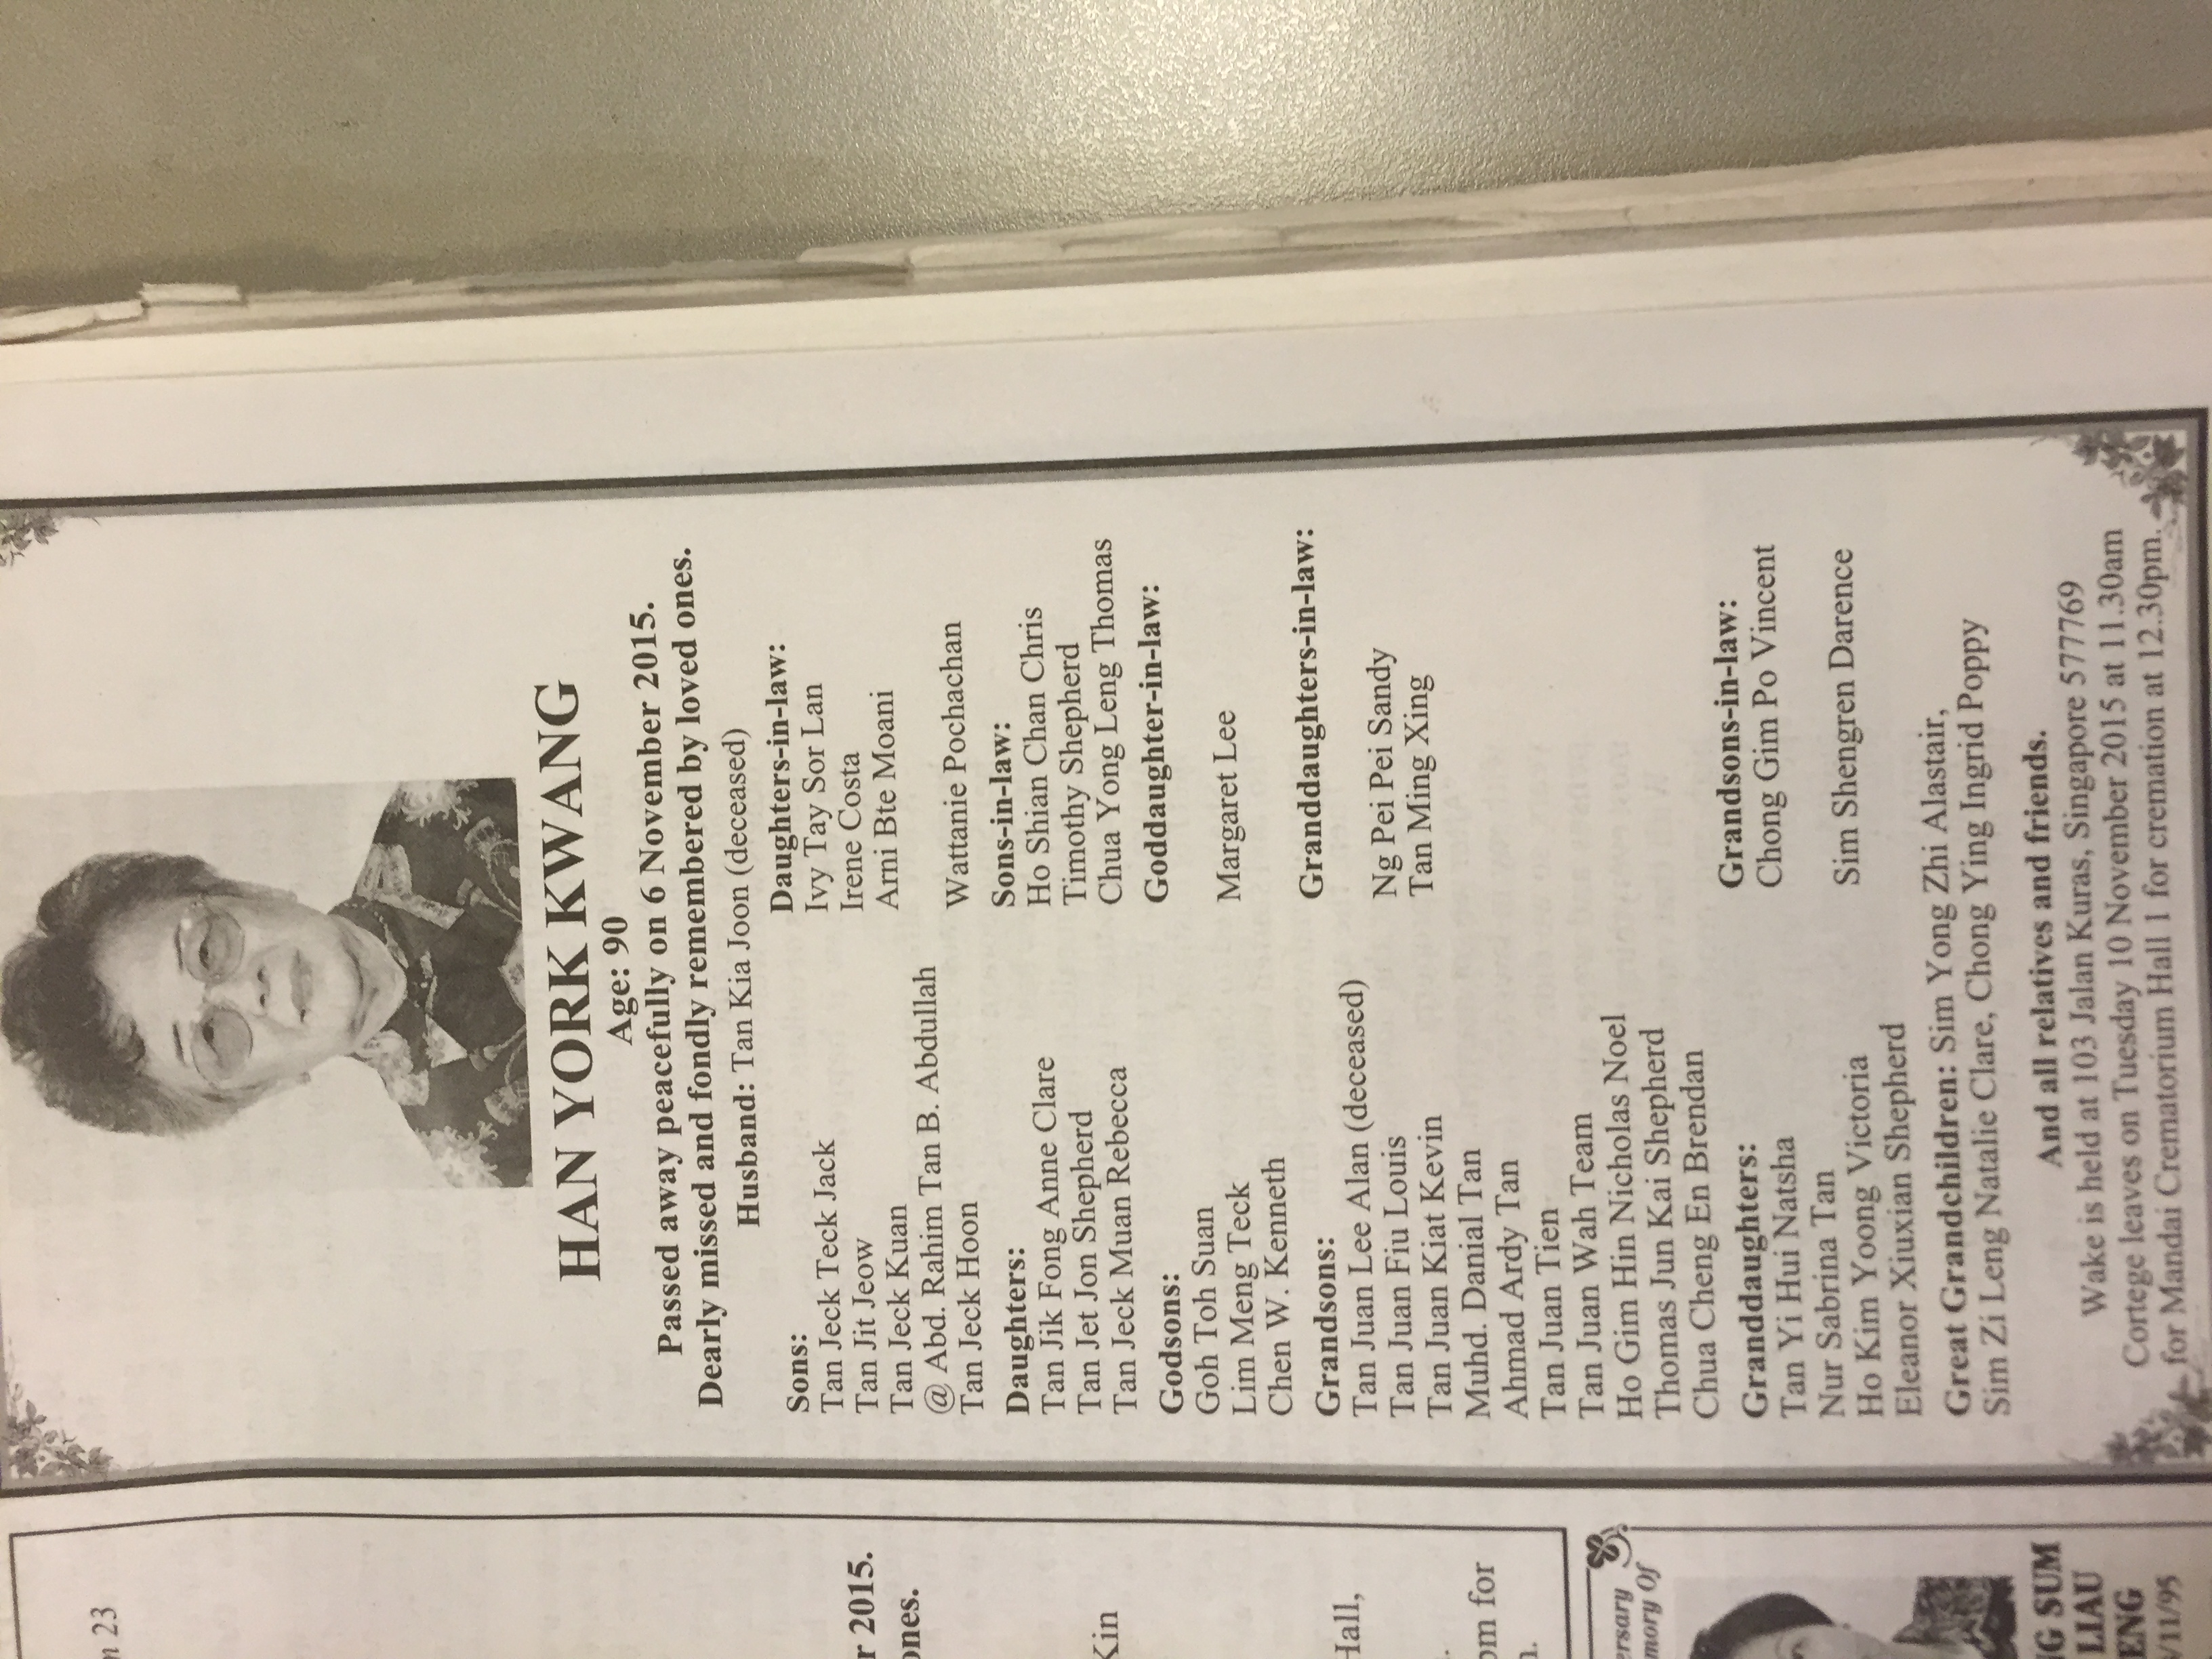 23
r 2015.
ones.
Kin
Hall,
pm for
ersary
mory Of
SUM
LIAU
ENG
/11/95
HAN YORK KWANG
Age: 90
Passed away peacefully on 6 November 2015.
Dearly missed and fondly remembered by loved ones.
Husband: Tan Kia Joon (deceased)
Sons:
Tan Jeck Teck Jack
Tan Jit Jeow
Tan Jeck Kuan
@ Abd. Rahim Tan B. Abdullah
Tan Jeck Hoon
Daughters-in-law:
Ivy Tay Sor Lan
Irene Costa
Arni Bte Moani
Wattanie Pochachan
Daughters:
Tan Jik Fong Anne Clare
Tan Jet Jon Shepherd
Tan Jeck Muan Rebecca
Sons-in-law:
Ho Shian Chan Chris
Timothy Shepherd
Chua Yong Leng Thomas
Godsons:
Goh Toh Suan
Lim Meng Teck
Chen W. Kenneth
Goddaughter-in-law:
Margaret Lee
Grandsons:
Tan Juan Lee Alan (deceased)
Tan Juan Fiu Louis
Tan Juan Kiat Kevin
Muhd. Danial Tan
Ahmad Ardy Tan
Tan Juan Tien
Tan Juan Wah Team
Ho Gim Hin Nicholas Noel
Thomas Jun Kai Shepherd
Chua Cheng En Brendan
Granddaughters-in-law:
Ng Pei Pei Sandy
Tan Ming Xing
Granddaughters:
Tan Yi Hui Natsha
Nur Sabrina Tan
Ho Kim Yoong Victoria
Eleanor Xiuxian Shepherd
Grandsons-in-law:
Chong Gim Po Vincent
Sim Shengren Darence
Great Grandchildren: Sim Yong Zhi Alastair,
Sim Zi Leng Natalie Clare, Chong Ying Ingrid Poppy
And all relatives and friends.
Wake is held at 103 Jalan Kuras, Singapore 577769
Cortege leaves on Tuesday 10 November 2015 at 11.30am
for Mandai Crematorium Hall 1 for cremation at 12.30pm.